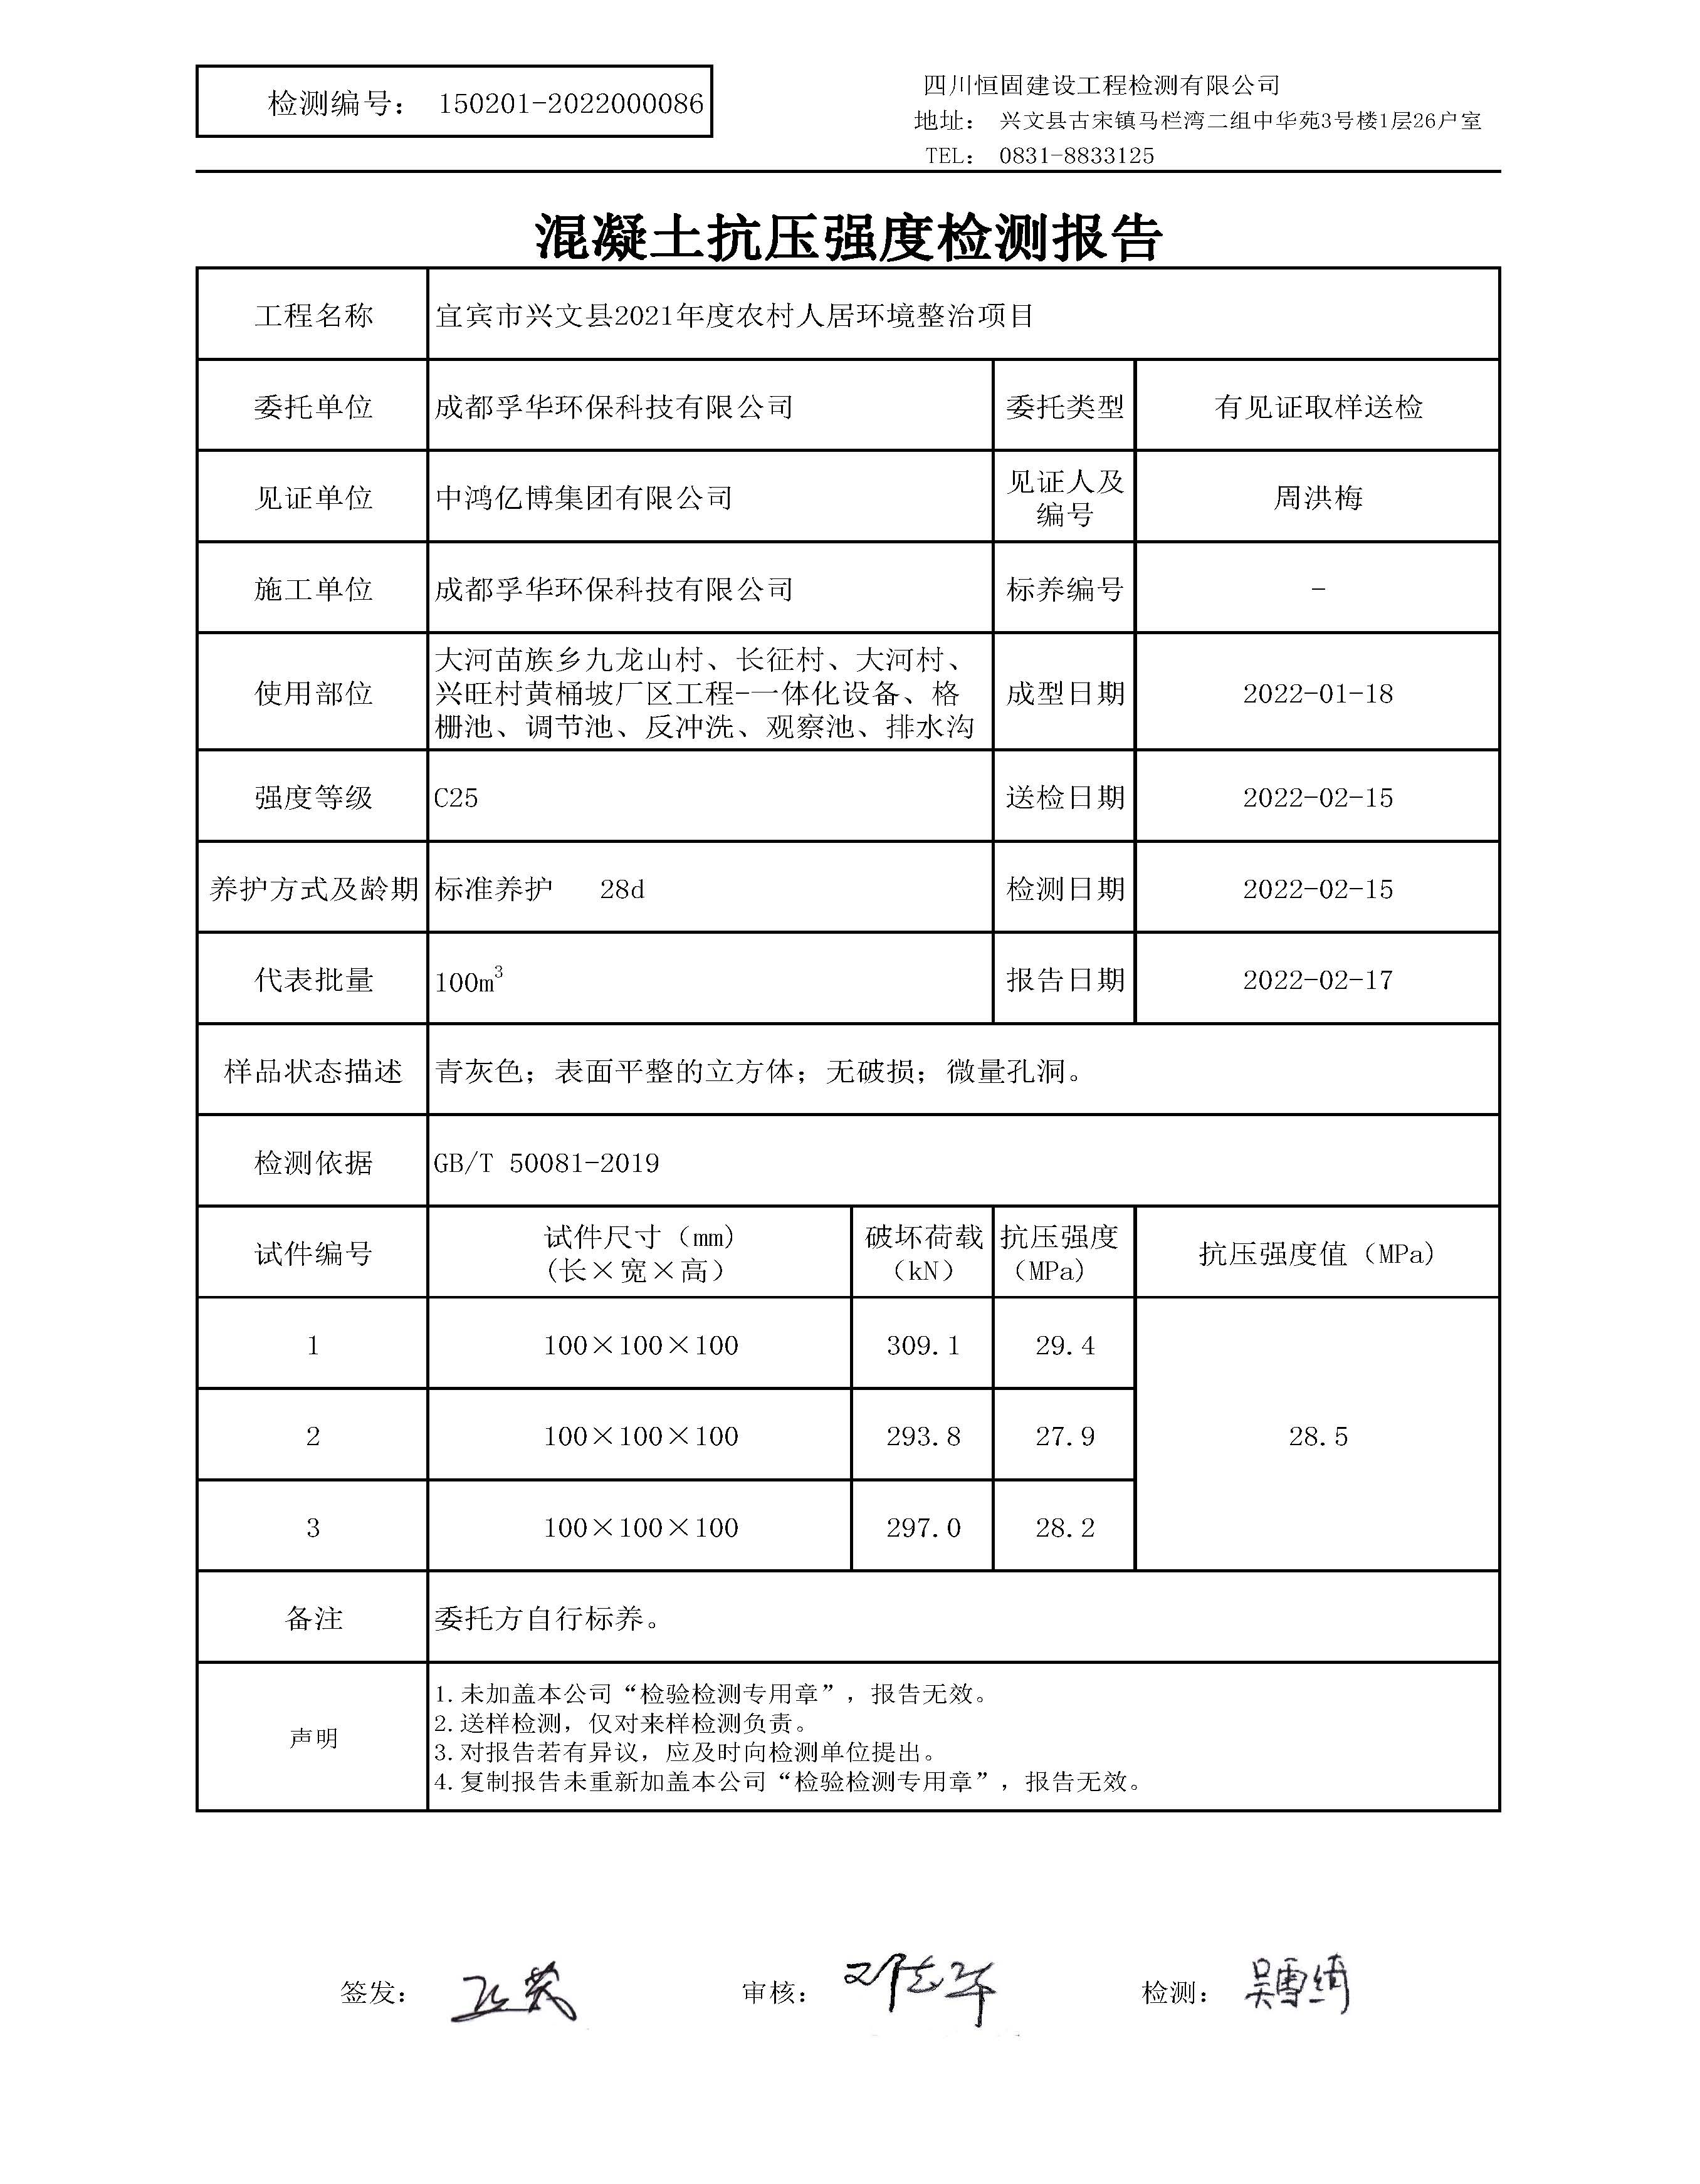 检测编号： 150201-2022000086
四川恒固建设工程检测有限公司
地址： 兴文县古宋镇马栏湾二组中华苑3号楼1层26户室
TEL： 0831-8833125
混凝土抗压强度检测报告
工程名称 宜宾市兴文县2021年度农村人居环境整治项目
委托单位 成都孚华环保科技有限公司 委托类型 有见证取样送检
见证单位 中鸿亿博集团有限公司 见证人及
编号 周洪梅
施工单位 成都孚华环保科技有限公司 标养编号 -
使用部位 大河苗族乡九龙山村、长征村、大河村、
兴旺村黄桶坡厂区工程-一体化设备、格
栅池、调节池、反冲洗、观察池、排水沟 成型日期 2022-01-18
强度等级 C25 送检日期 2022-02-15
养护方式及龄期 标准养护 28d 检测日期 2022-02-15
代表批量 100m³ 报告日期 2022-02-17
样品状态描述 青灰色；表面平整的立方体；无破损；微量孔洞。
检测依据 GB/T 50081-2019
试件编号 试件尺寸（mm）
（长×宽×高） 破坏荷载
（kN） 抗压强度
（MPa） 抗压强度值（MPa）
1 100×100×100 309.1 29.4
2 100×100×100 293.8 27.9 28.5
3 100×100×100 297.0 28.2
备注 委托方自行标养。
声明 1.未加盖本公司“检验检测专用章”，报告无效。
2.送样检测，仅对来样检测负责。
3.对报告若有异议，应及时向检测单位提出。
4.复制报告未重新加盖本公司“检验检测专用章”，报告无效。
签发： 审核： 检测： 吴雪绮